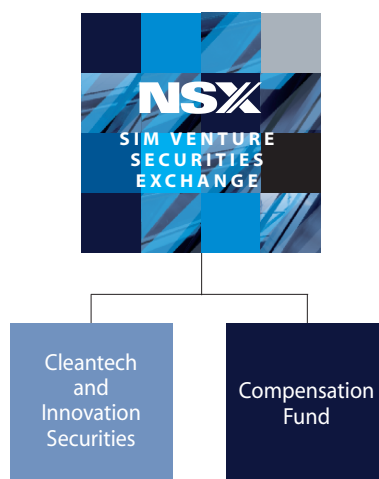 NSX
SIM VENTURE
SECURITIES
EXCHANGE
Cleantech
and
Innovation
Securities
Compensation
Fund